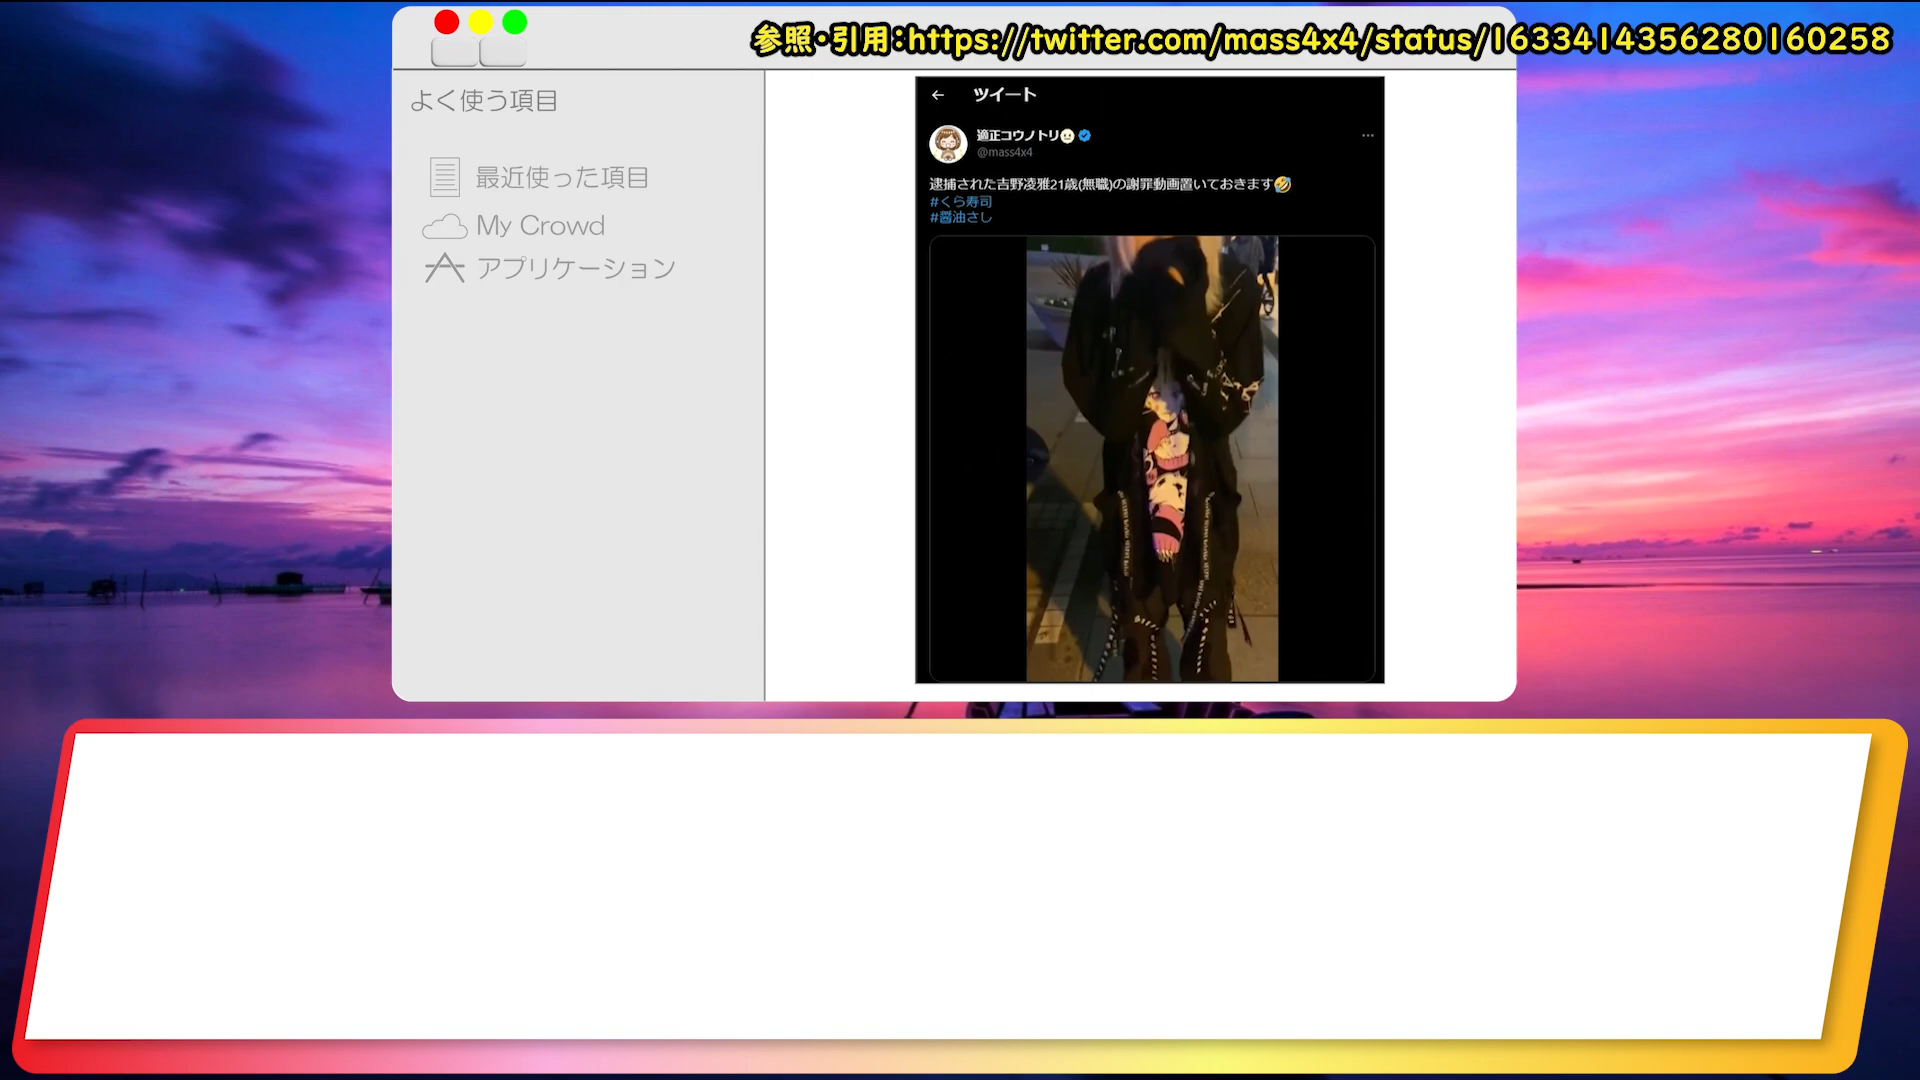 参照・引用:https://twitter.com/mass4x4/status/1633414356280160258
よく使う項目
最近使った項目
My Crowd
アプリケーション
ツイート
適正コウノトリ
@mass4x4
逮捕された吉野凌雅21歳(無職)の謝罪動画置いておきます🤣
#くら寿司
#醤油さし